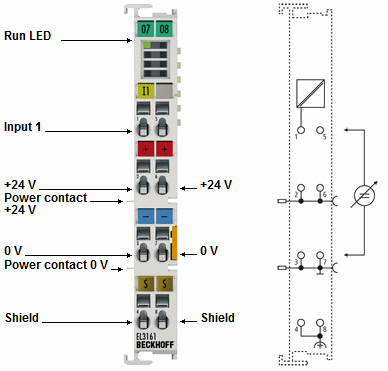 07 08
Run LED
I1
Input 1
1 5
+ +
+24 V
+24 V
Power contact
+24 V
2 6
- -
0 V
0 V
Power contact 0 V
3 7
S S
Shield
Shield
4 8
EL3161
BECKHOFF